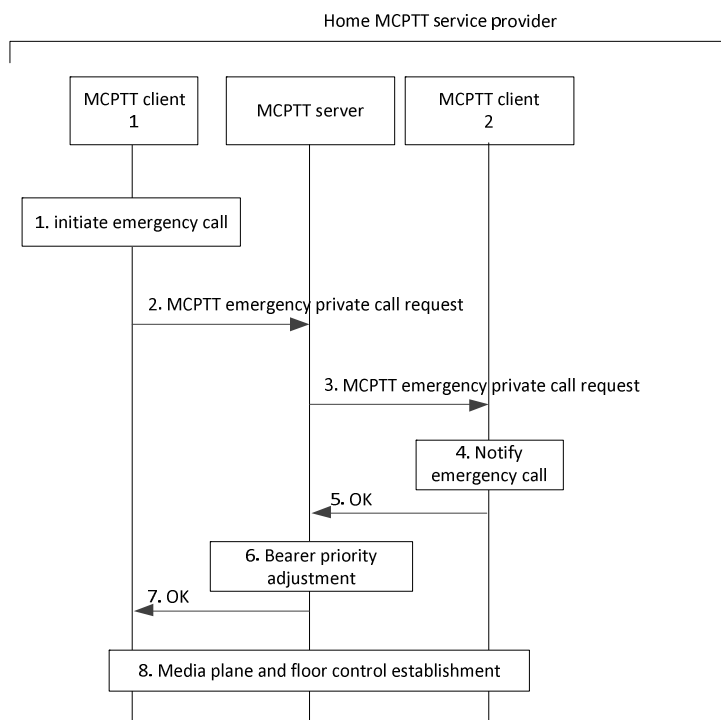 Home MCPTT service provider
MCPTT client
1
MCPTT server
MCPTT client
2
1. initiate emergency call
2. MCPTT emergency private call request
3. MCPTT emergency private call request
4. Notify
emergency call
5. OK
6. Bearer priority
adjustment
7. OK
8. Media plane and floor control establishment